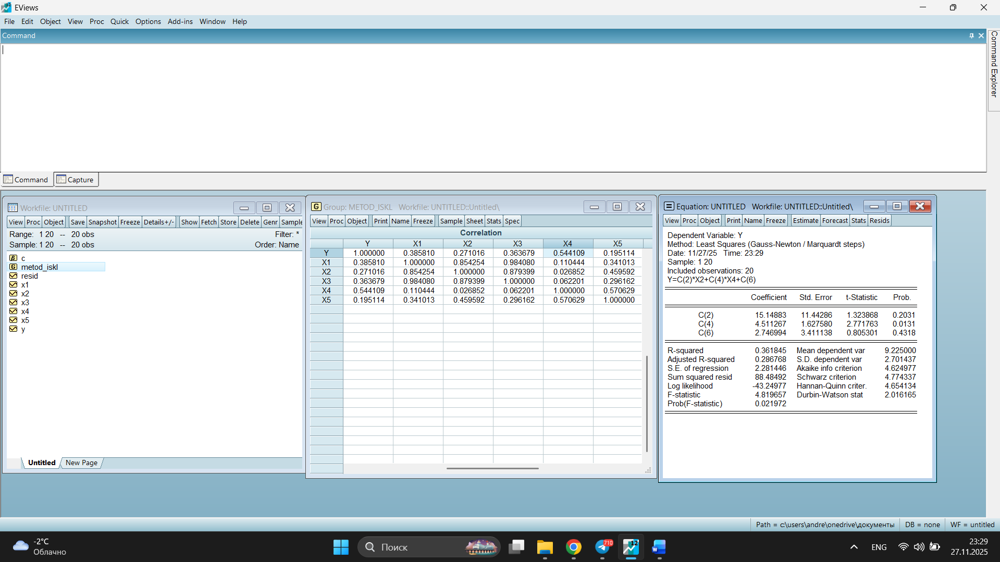 EViews
File Edit Object View Proc Quick Options Add-ins Window Help
Command
Command Explorer
Command Capture
Workfile: UNTITLED
View Proc Object Save Snapshot Freeze Details+/- Show Fetch Store Delete Genr Sample
Range: 1 20 -- 20 obs Filter: *
Sample: 1 20 -- 20 obs Order: Name
c
metod_iskl
resid
x1
x2
x3
x4
x5
y
Untitled New Page
Group: METOD_ISKL Workfile: UNTITLED::Untitled\
View Proc Object Print Name Freeze Sample Sheet Stats Spec
Correlation
Y X1 X2 X3 X4 X5
Y 1.000000 0.385810 0.271016 0.363679 0.544109 0.195114
X1 0.385810 1.000000 0.854254 0.984080 0.110444 0.341013
X2 0.271016 0.854254 1.000000 0.879399 0.026852 0.459592
X3 0.363679 0.984080 0.879399 1.000000 0.062201 0.296162
X4 0.544109 0.110444 0.026852 0.062201 1.000000 0.570629
X5 0.195114 0.341013 0.459592 0.296162 0.570629 1.000000
Equation: UNTITLED Workfile: UNTITLED::Untitled\
View Proc Object Print Name Freeze Estimate Forecast Stats Resids
Dependent Variable: Y
Method: Least Squares (Gauss-Newton / Marquardt steps)
Date: 11/27/25 Time: 23:29
Sample: 1 20
Included observations: 20
Y=C(2)*X2+C(4)*X4+C(6)
Coefficient Std. Error t-Statistic Prob.
C(2) 15.14883 11.44286 1.323868 0.2031
C(4) 4.511267 1.627580 2.771763 0.0131
C(6) 2.746994 3.411138 0.805301 0.4318
R-squared 0.361845 Mean dependent var 9.225000
Adjusted R-squared 0.286768 S.D. dependent var 2.701437
S.E. of regression 2.281446 Akaike info criterion 4.624977
Sum squared resid 88.48492 Schwarz criterion 4.774337
Log likelihood -43.24977 Hannan-Quinn criter. 4.654134
F-statistic 4.819657 Durbin-Watson stat 2.016165
Prob(F-statistic) 0.021972
Path = c:\users\andre\onedrive\документы DB = none WF = untitled
-2°C
Облачно
Поиск
710
12
ENG
23:29
27.11.2025